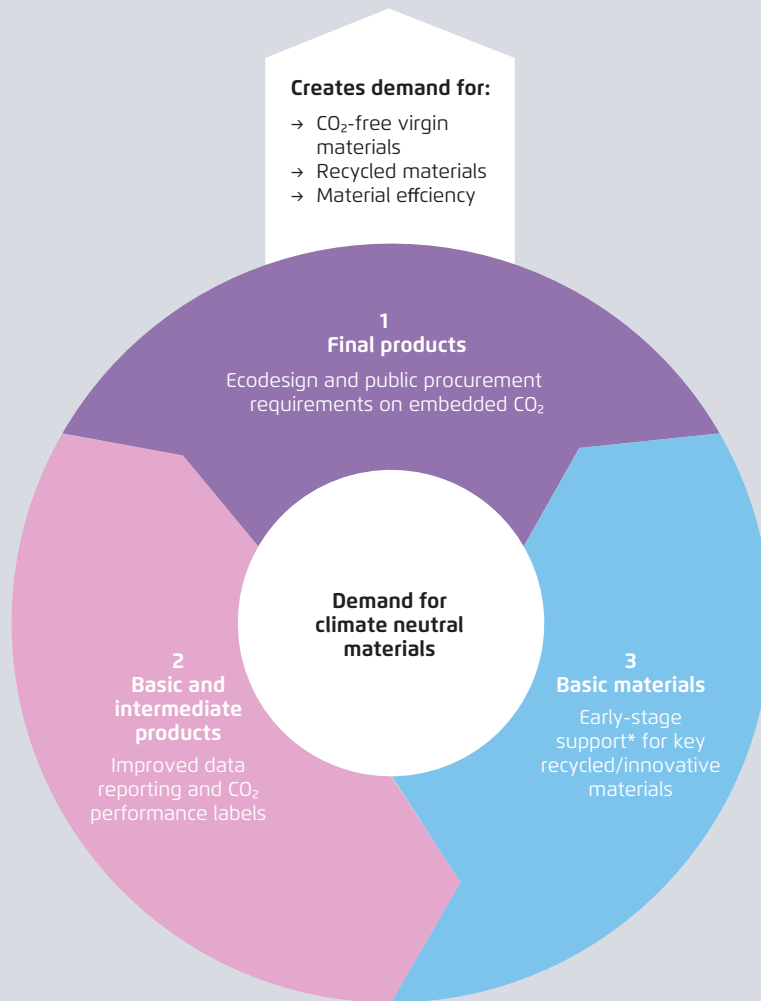 Creates demand for:
→ CO₂-free virgin
materials
→ Recycled materials
→ Material effciency
1
Final products
Ecodesign and public procurement
requirements on embedded CO₂
Demand for
climate neutral
materials
2
Basic and
intermediate
products
Improved data
reporting and CO₂
performance labels
3
Basic materials
Early-stage
support* for key
recycled/innovative
materials